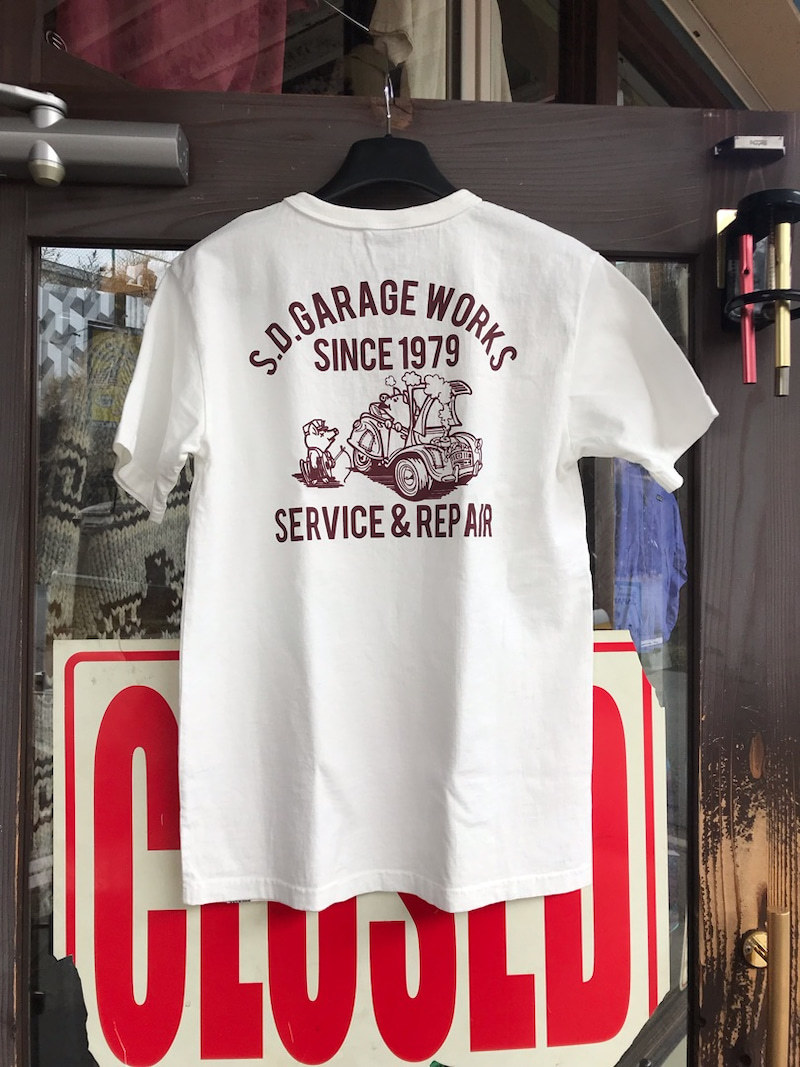 S.D.GARAGE WORKS
SINCE 1979
SERVICE & REPAIR
CLOSED